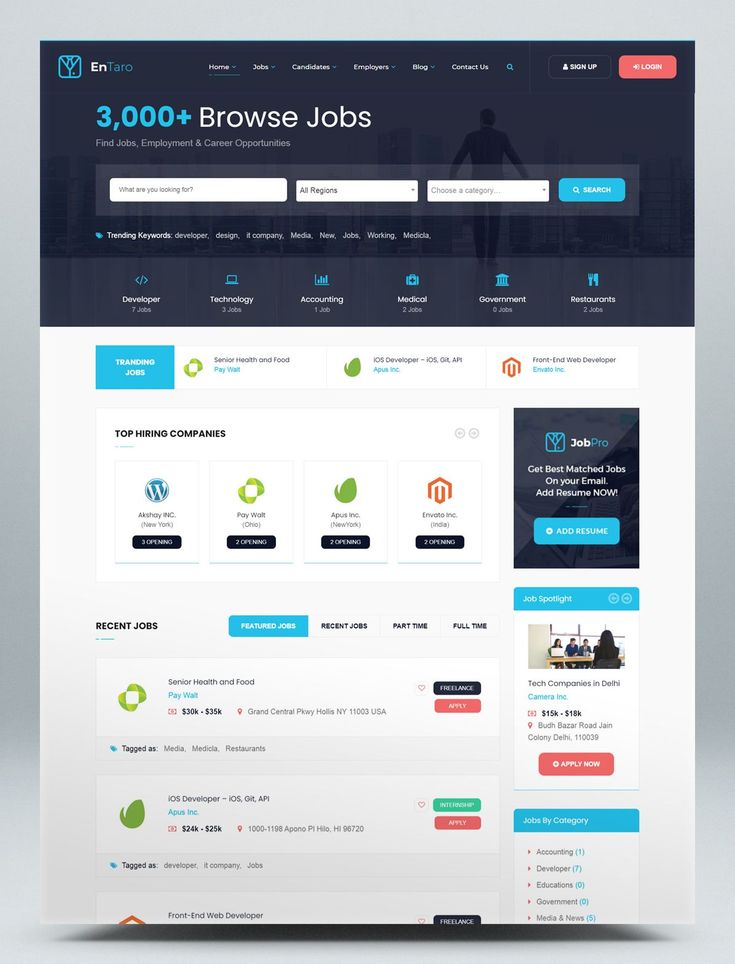 EnTaro
Home
Jobs
Candidates
Employers
Blog
Contact Us
SIGN UP
LOGIN
3,000+ Browse Jobs
Find Jobs, Employment & Career Opportunities
What are you looking for?
All Regions
Choose a category...
SEARCH
Trending Keywords: developer, design, it company, Media, New, Jobs, Working, Medicla,
Developer
7 Jobs
Technology
3 Jobs
Accounting
1 Job
Medical
2 Jobs
Government
0 Jobs
Restaurants
2 Jobs
TRANDING
JOBS
Senior Health and Food
Pay Walt
iOS Developer – iOS, Git, API
Apus Inc.
Front-End Web Developer
Envato Inc.
TOP HIRING COMPANIES
Akshay INC.
(New York)
3 OPENING
Pay Walt
(Ohio)
2 OPENING
Apus Inc.
(NewYork)
2 OPENING
Envato Inc.
(India)
2 OPENING
JobPro
Get Best Matched Jobs
On your Email.
Add Resume NOW!
ADD RESUME
RECENT JOBS
FEATURED JOBS
RECENT JOBS
PART TIME
FULL TIME
Senior Health and Food
Pay Walt
$30k - $35k
Grand Central Pkwy Hollis NY 11003 USA
FREELANCE
APPLY
Tagged as: Media, Medicla, Restaurants
iOS Developer – iOS, Git, API
Apus Inc.
$24k - $25k
1000-1198 Apono Pl Hilo, HI 96720
INTERNSHIP
APPLY
Tagged as: developer, it company, Jobs
Front-End Web Developer
FREELANCE
Job Spotlight
Tech Companies in Delhi
Camera Inc.
$15k - $18k
Budh Bazar Road Jain
Colony Delhi, 110039
APPLY NOW
Jobs By Category
Accounting (1)
Developer (7)
Educations (0)
Government (0)
Media & News (5)